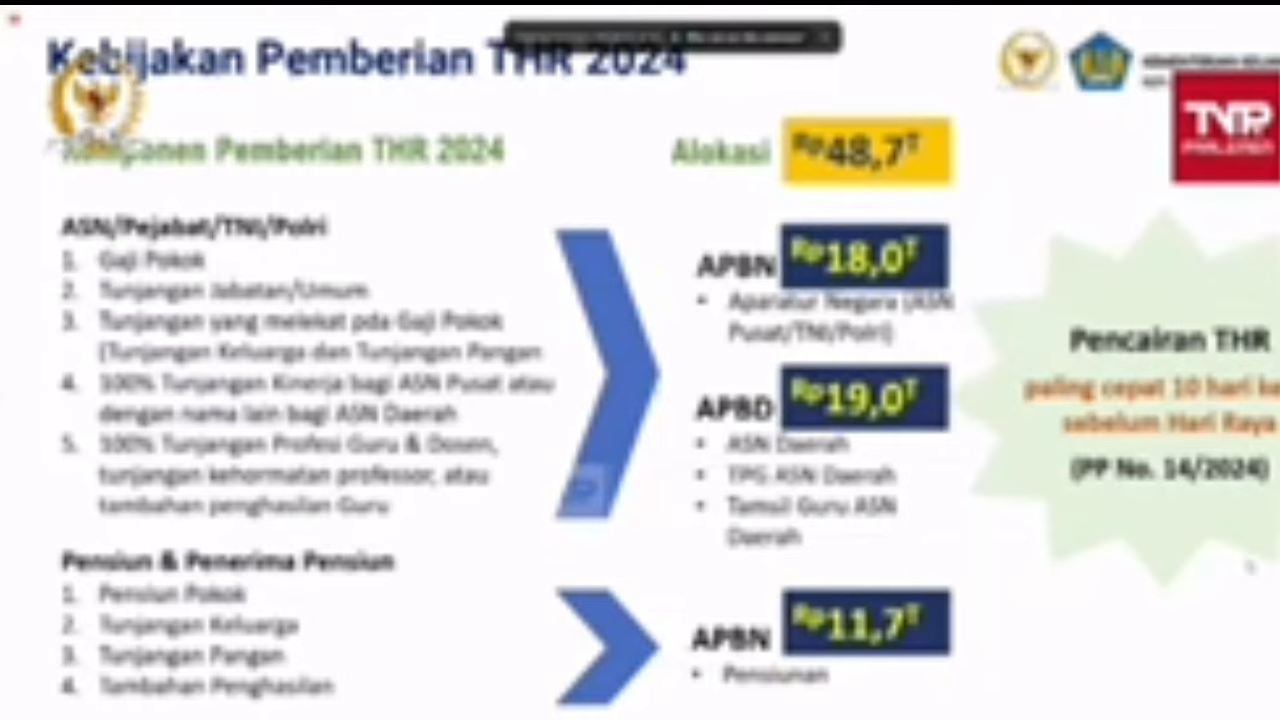 Kebijakan Pemberian THR 2024
Komponen Pemberian THR 2024
ASN/Pejabat/TNI/Polri
1. Gaji Pokok
2. Tunjangan Jabatan/Umum
3. Tunjangan yang melekat pda Gaji Pokok
(Tunjangan Keluarga dan Tunjangan Pangan
4. 100% Tunjangan Kinerja bagi ASN Pusat atau
dengan nama lain bagi ASN Daerah
5. 100% Tunjangan Profesi Guru & Dosen,
tunjangan kehormatan professor, atau
tambahan penghasilan Guru
Pensiun & Penerima Pensiun
1. Pensiun Pokok
2. Tunjangan Keluarga
3. Tunjangan Pangan
4. Tambahan Penghasilan
Alokasi Rp48,7T
APBN Rp18,0T
• Aparatur Negara (ASN
Pusat/TNI/Polri)
APBD Rp19,0T
• ASN Daerah
• TPG ASN Daerah
• Tamsil Guru ASN
Daerah
APBN Rp11,7T
• Pensiunan
KEMENTERIAN
TVR
PARLEMEN
Pencairan THR
paling cepat 10 hari ke
sebelum Hari Raya
(PP No. 14/2024)